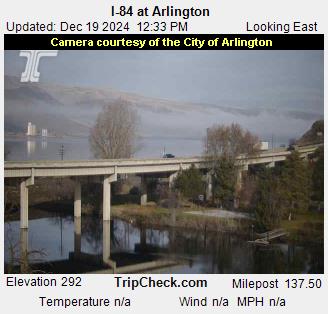 I-84 at Arlington
Updated: Dec 19 2024 12:33 PM Looking East
Camera courtesy of the City of Arlington
Elevation 292 TripCheck.com Milepost 137.50
Temperature n/a Wind n/a MPH n/a